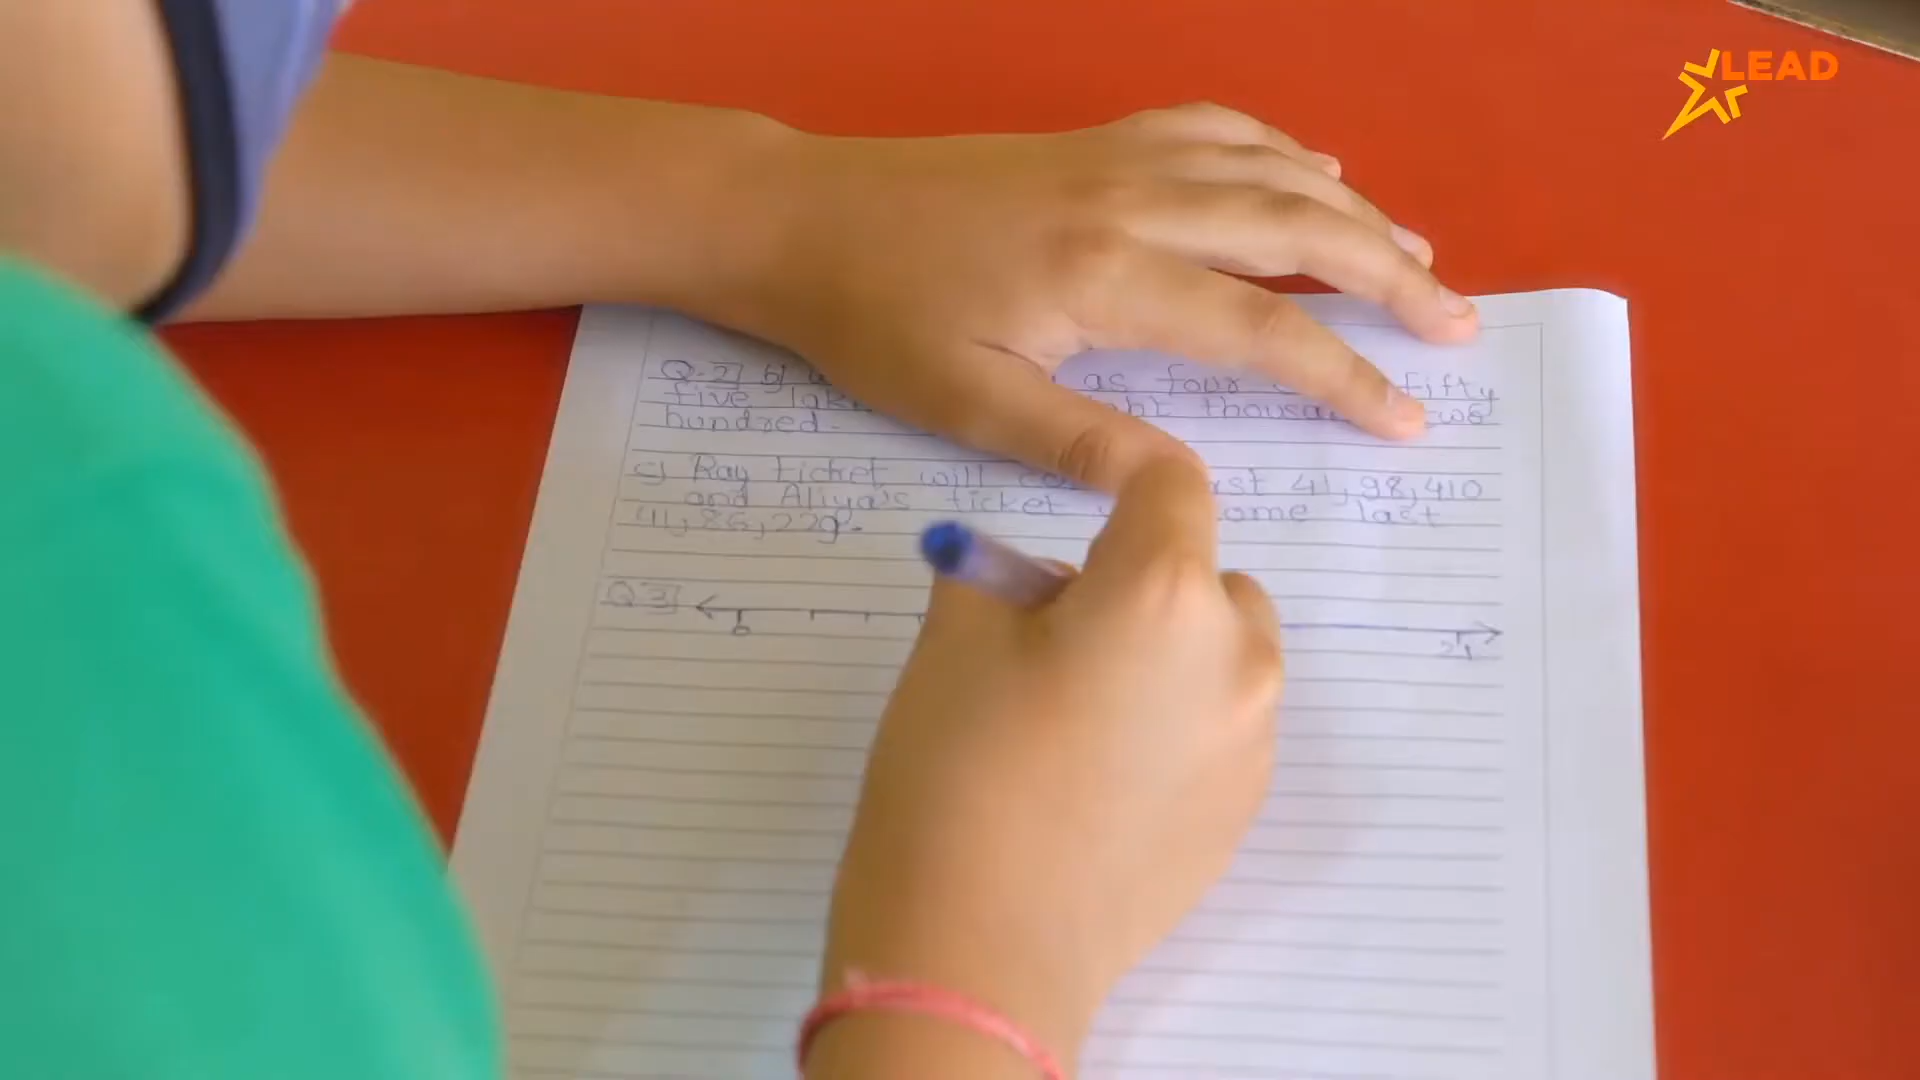 LEAD
Q.2] b] as four fifty
five thousa two
hundred.
c) Ray ticket will 41,98,410
and Aliya's ticket come last
41,86,229.
Q.3]
0 21